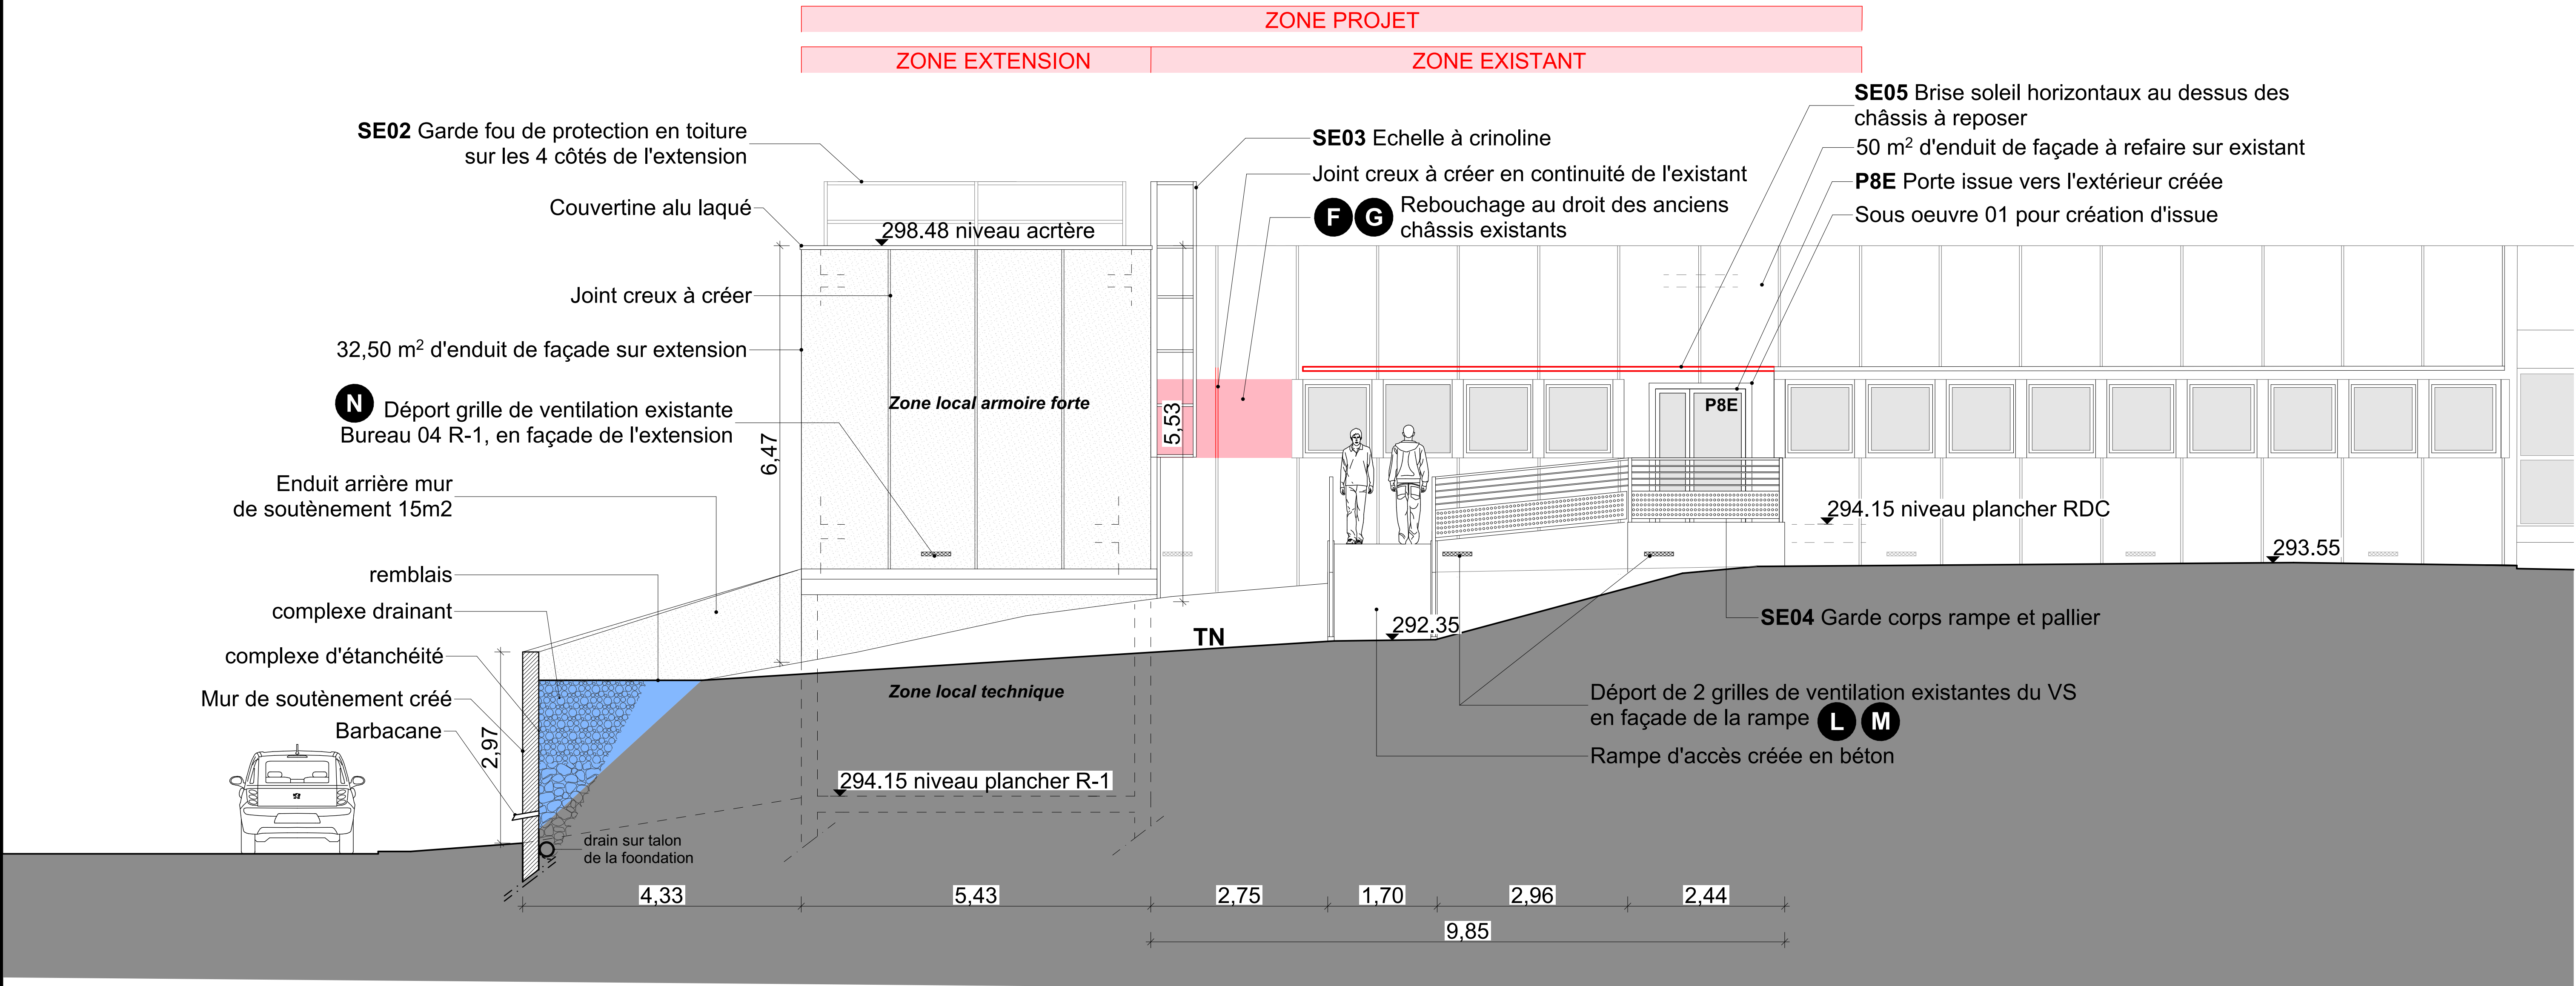 ZONE PROJET
ZONE EXTENSION
ZONE EXISTANT
SE02 Garde fou de protection en toiture
sur les 4 côtés de l'extension
Couvertine alu laqué
298.48 niveau acrtère
Joint creux à créer
32,50 m² d'enduit de façade sur extension
N Déport grille de ventilation existante
Bureau 04 R-1, en façade de l'extension
Enduit arrière mur
de soutènement 15m2
remblais
complexe drainant
complexe d'étanchéité
Mur de soutènement créé
Barbacane
drain sur talon
de la foondation
SE03 Echelle à crinoline
Joint creux à créer en continuité de l'existant
F G Rebouchage au droit des anciens
châssis existants
SE05 Brise soleil horizontaux au dessus des
châssis à reposer
50 m² d'enduit de façade à refaire sur existant
P8E Porte issue vers l'extérieur créée
Sous oeuvre 01 pour création d'issue
Zone local armoire forte
P8E
6,47
5,53
2,97
294.15 niveau plancher RDC
293.55
292.35
TN
SE04 Garde corps rampe et pallier
Zone local technique
294.15 niveau plancher R-1
Déport de 2 grilles de ventilation existantes du VS
en façade de la rampe L M
Rampe d'accès créée en béton
4,33
5,43
2,75
1,70
2,96
2,44
9,85